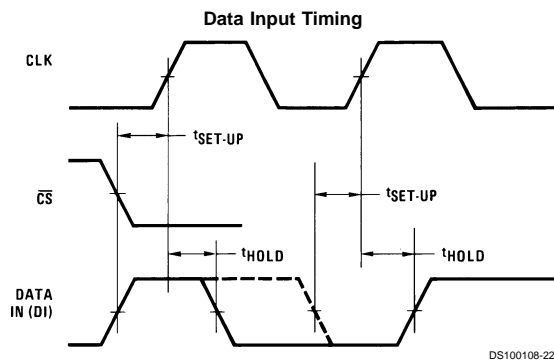 Data Input Timing
CLK
tSET-UP
CS
tSET-UP
tHOLD
tHOLD
DATA
IN (DI)
DS100108-22